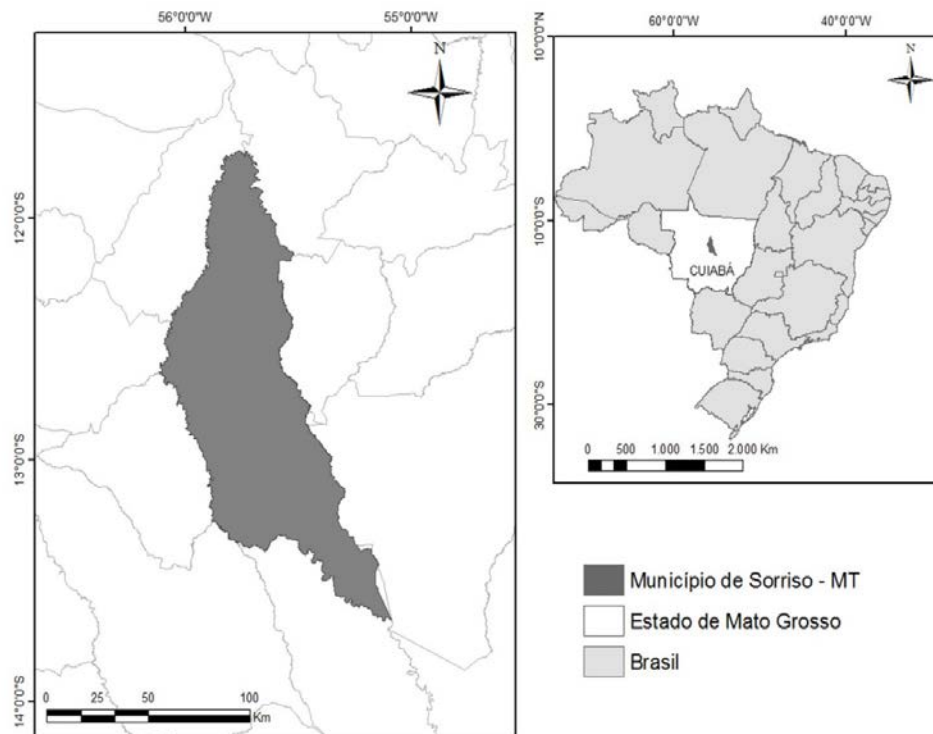 56°0'0"W
55°0'0"W
N
12°0'0"S
13°0'0"S
14°0'0"S
0 25 50 100
Km
60°0'0"W
40°0'0"W
10°0'0"N
N
10°0'0"S
CUIABÁ
30°0'0"S
0 500 1.000 1.500 2.000 Km
Município de Sorriso - MT
Estado de Mato Grosso
Brasil